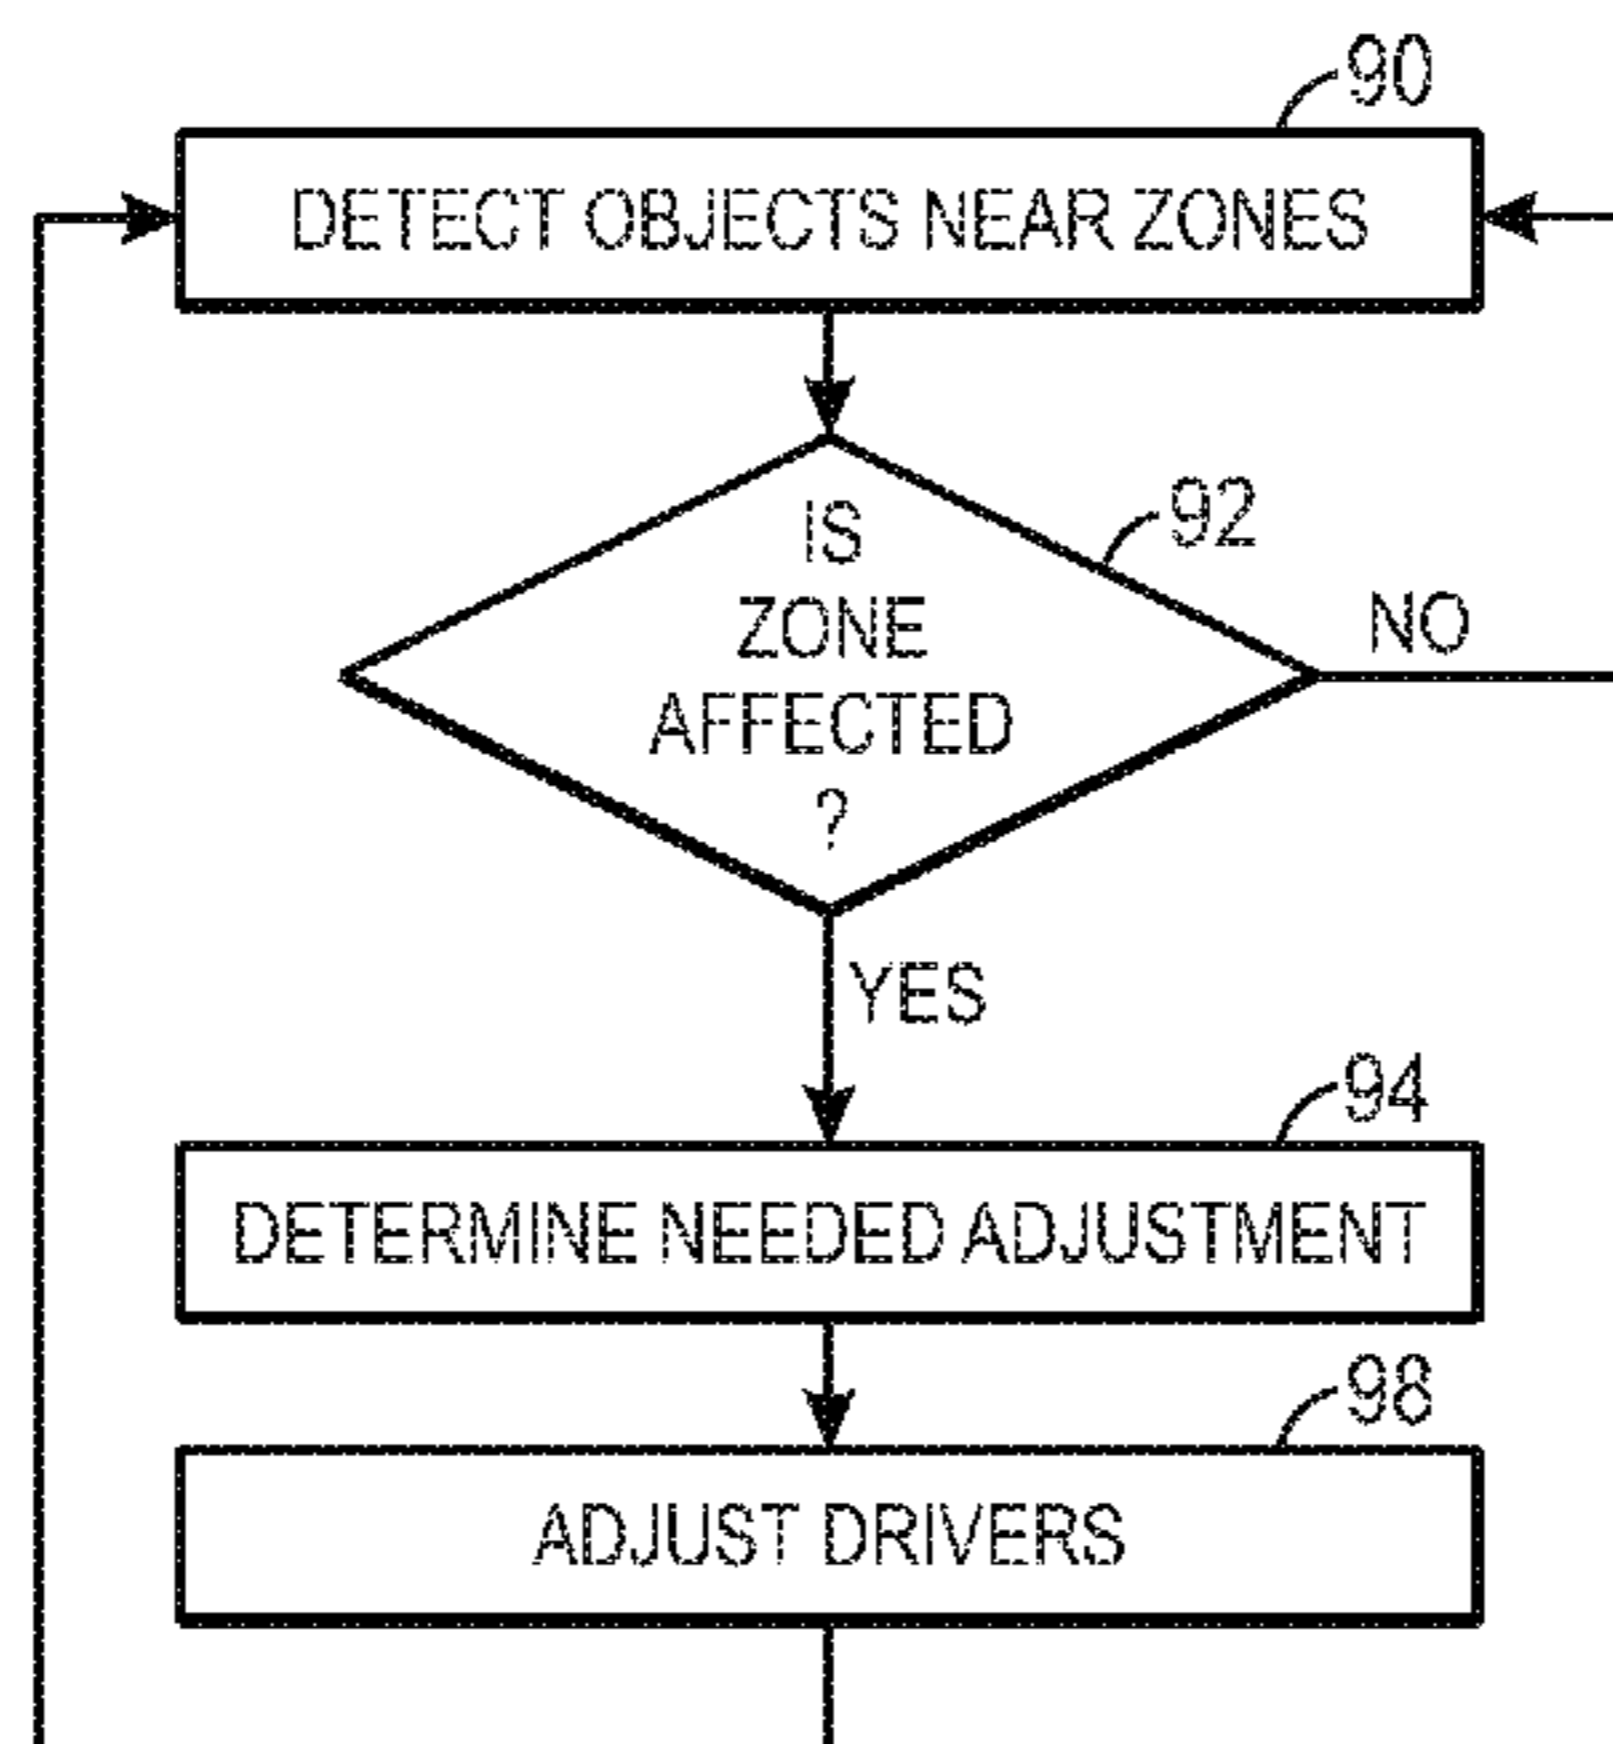 90
DETECT OBJECTS NEAR ZONES
92
IS
ZONE
AFFECTED
?
NO
YES
94
DETERMINE NEEDED ADJUSTMENT
98
ADJUST DRIVERS